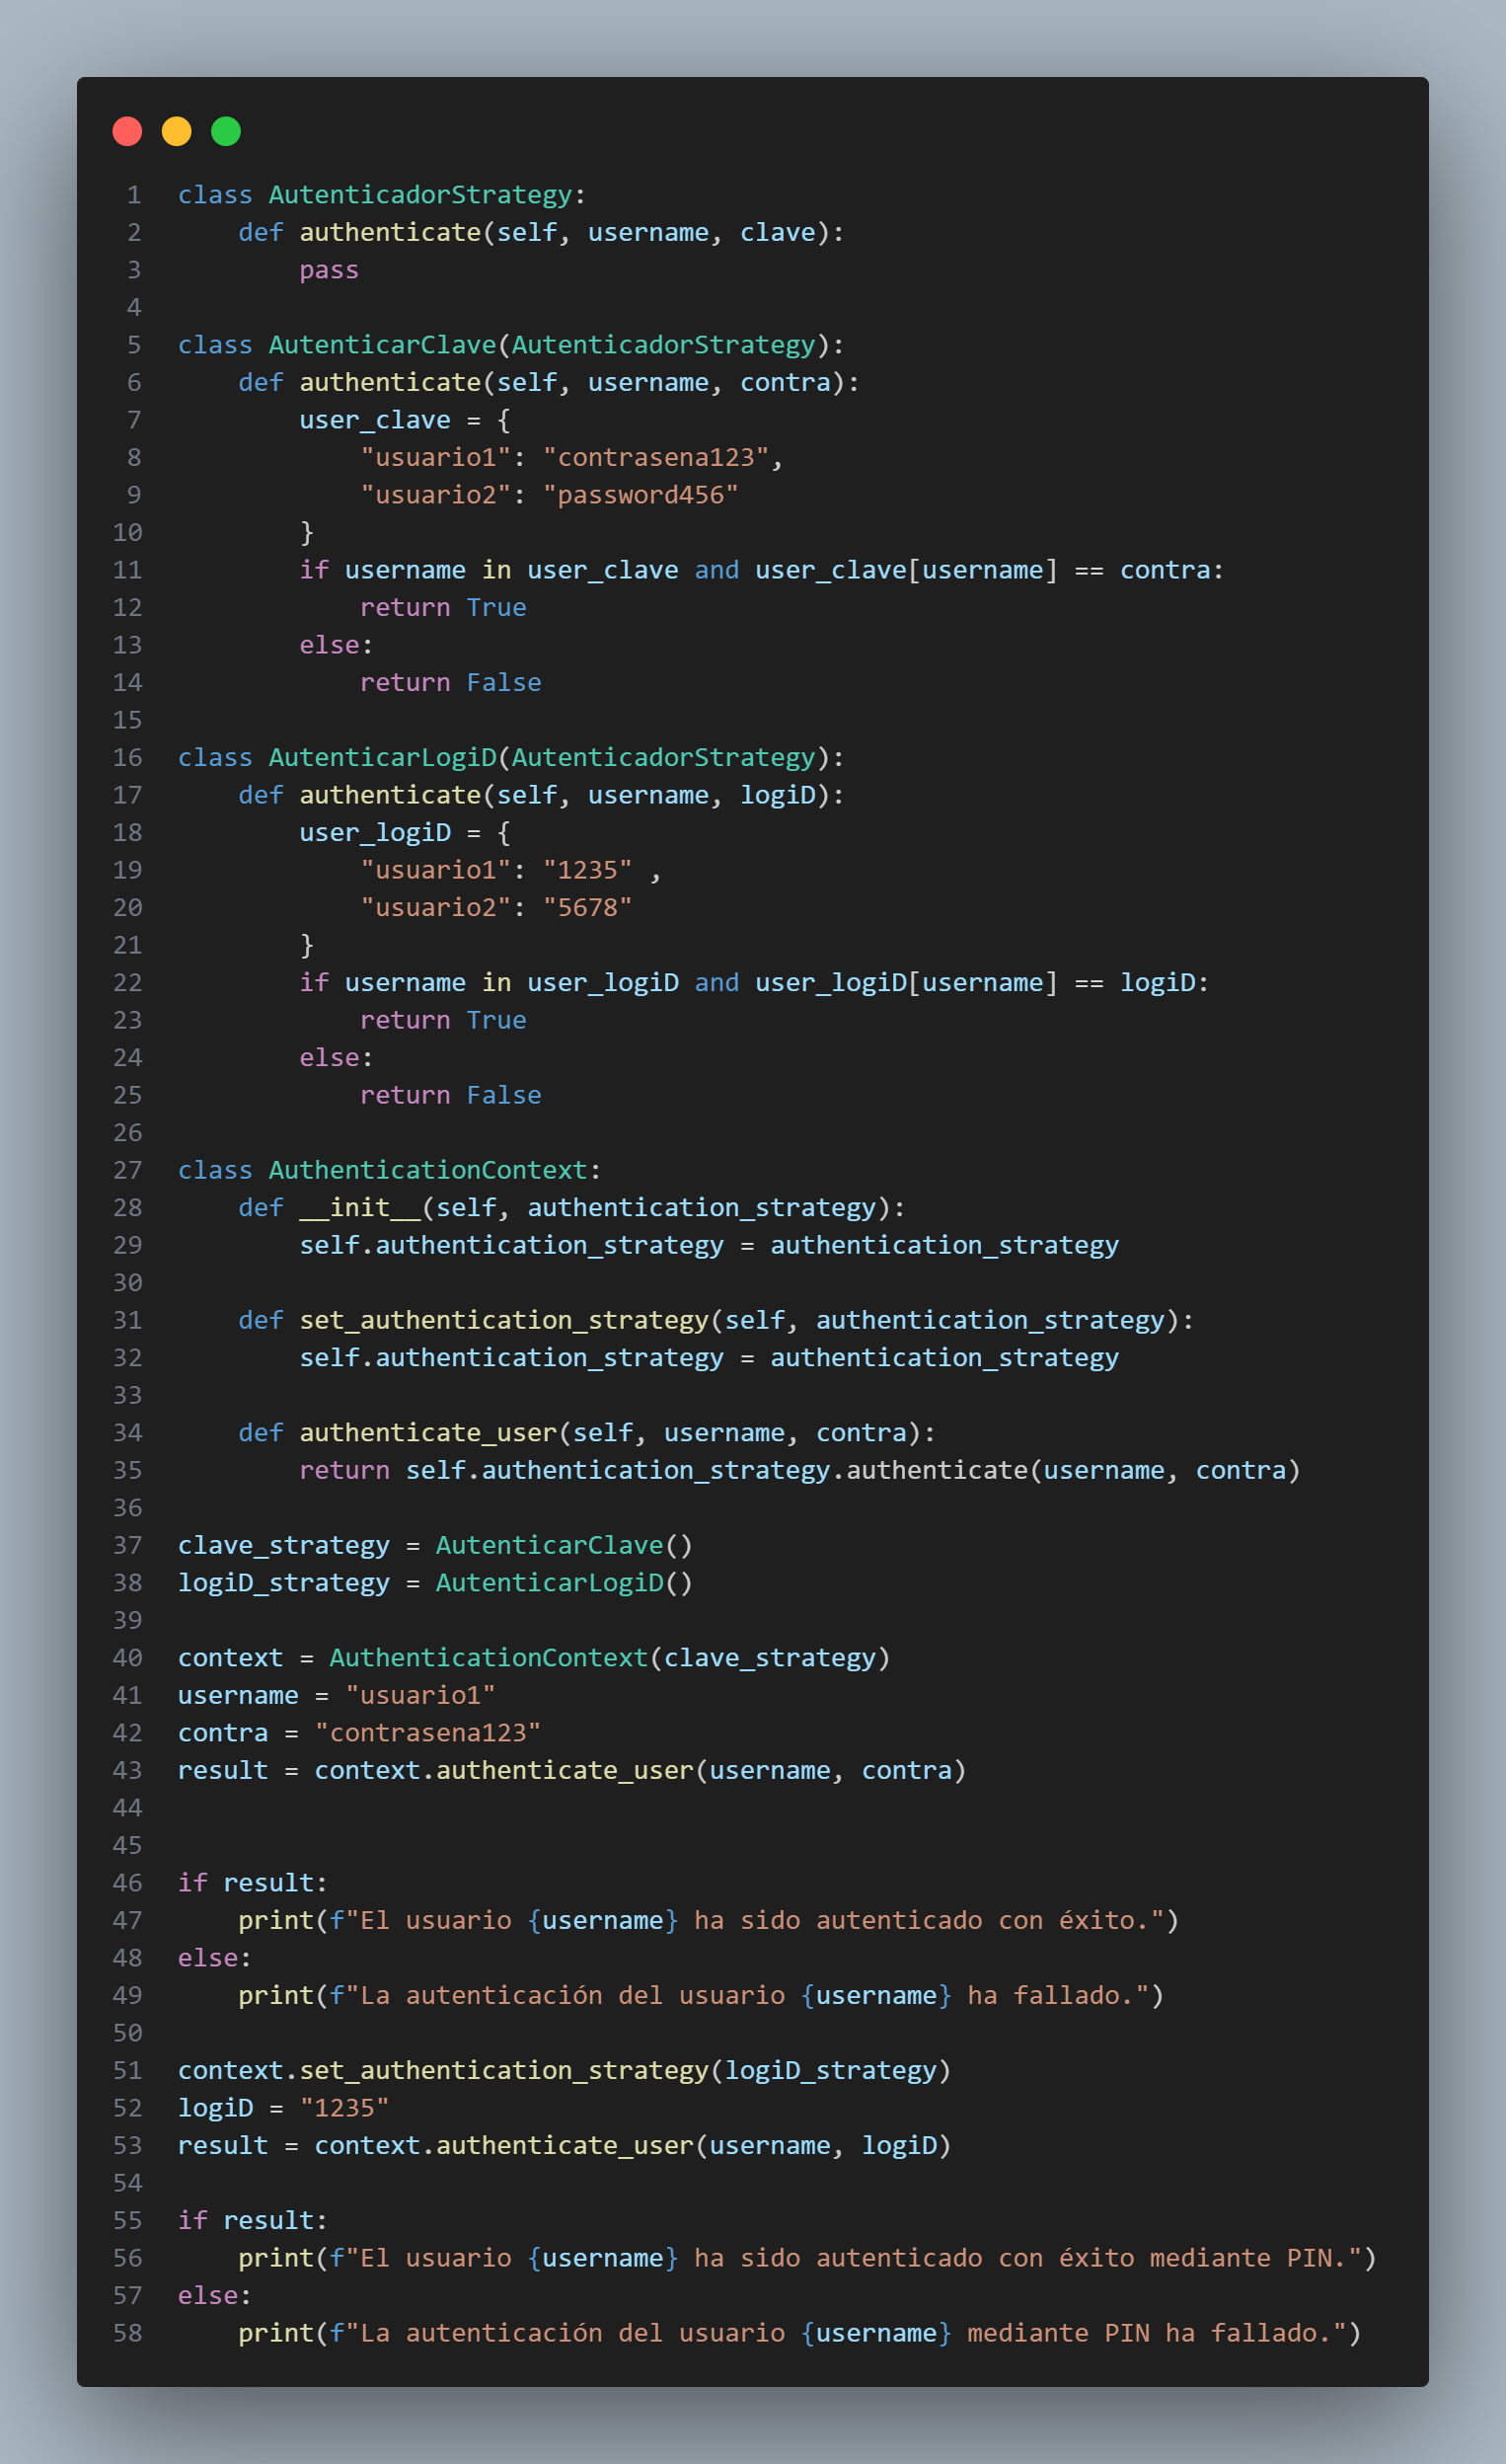 1 class AutenticadorStrategy:
2     def authenticate(self, username, clave):
3         pass
4
5 class AutenticarClave(AutenticadorStrategy):
6     def authenticate(self, username, contra):
7         user_clave = {
8             "usuario1": "contrasena123",
9             "usuario2": "password456"
10         }
11         if username in user_clave and user_clave[username] == contra:
12             return True
13         else:
14             return False
15
16 class AutenticarLogiD(AutenticadorStrategy):
17     def authenticate(self, username, logiD):
18         user_logiD = {
19             "usuario1": "1235" ,
20             "usuario2": "5678"
21         }
22         if username in user_logiD and user_logiD[username] == logiD:
23             return True
24         else:
25             return False
26
27 class AuthenticationContext:
28     def __init__(self, authentication_strategy):
29         self.authentication_strategy = authentication_strategy
30
31     def set_authentication_strategy(self, authentication_strategy):
32         self.authentication_strategy = authentication_strategy
33
34     def authenticate_user(self, username, contra):
35         return self.authentication_strategy.authenticate(username, contra)
36
37 clave_strategy = AutenticarClave()
38 logiD_strategy = AutenticarLogiD()
39
40 context = AuthenticationContext(clave_strategy)
41 username = "usuario1"
42 contra = "contrasena123"
43 result = context.authenticate_user(username, contra)
44
45
46 if result:
47     print(f"El usuario {username} ha sido autenticado con éxito.")
48 else:
49     print(f"La autenticación del usuario {username} ha fallado.")
50
51 context.set_authentication_strategy(logiD_strategy)
52 logiD = "1235"
53 result = context.authenticate_user(username, logiD)
54
55 if result:
56     print(f"El usuario {username} ha sido autenticado con éxito mediante PIN.")
57 else:
58     print(f"La autenticación del usuario {username} mediante PIN ha fallado.")